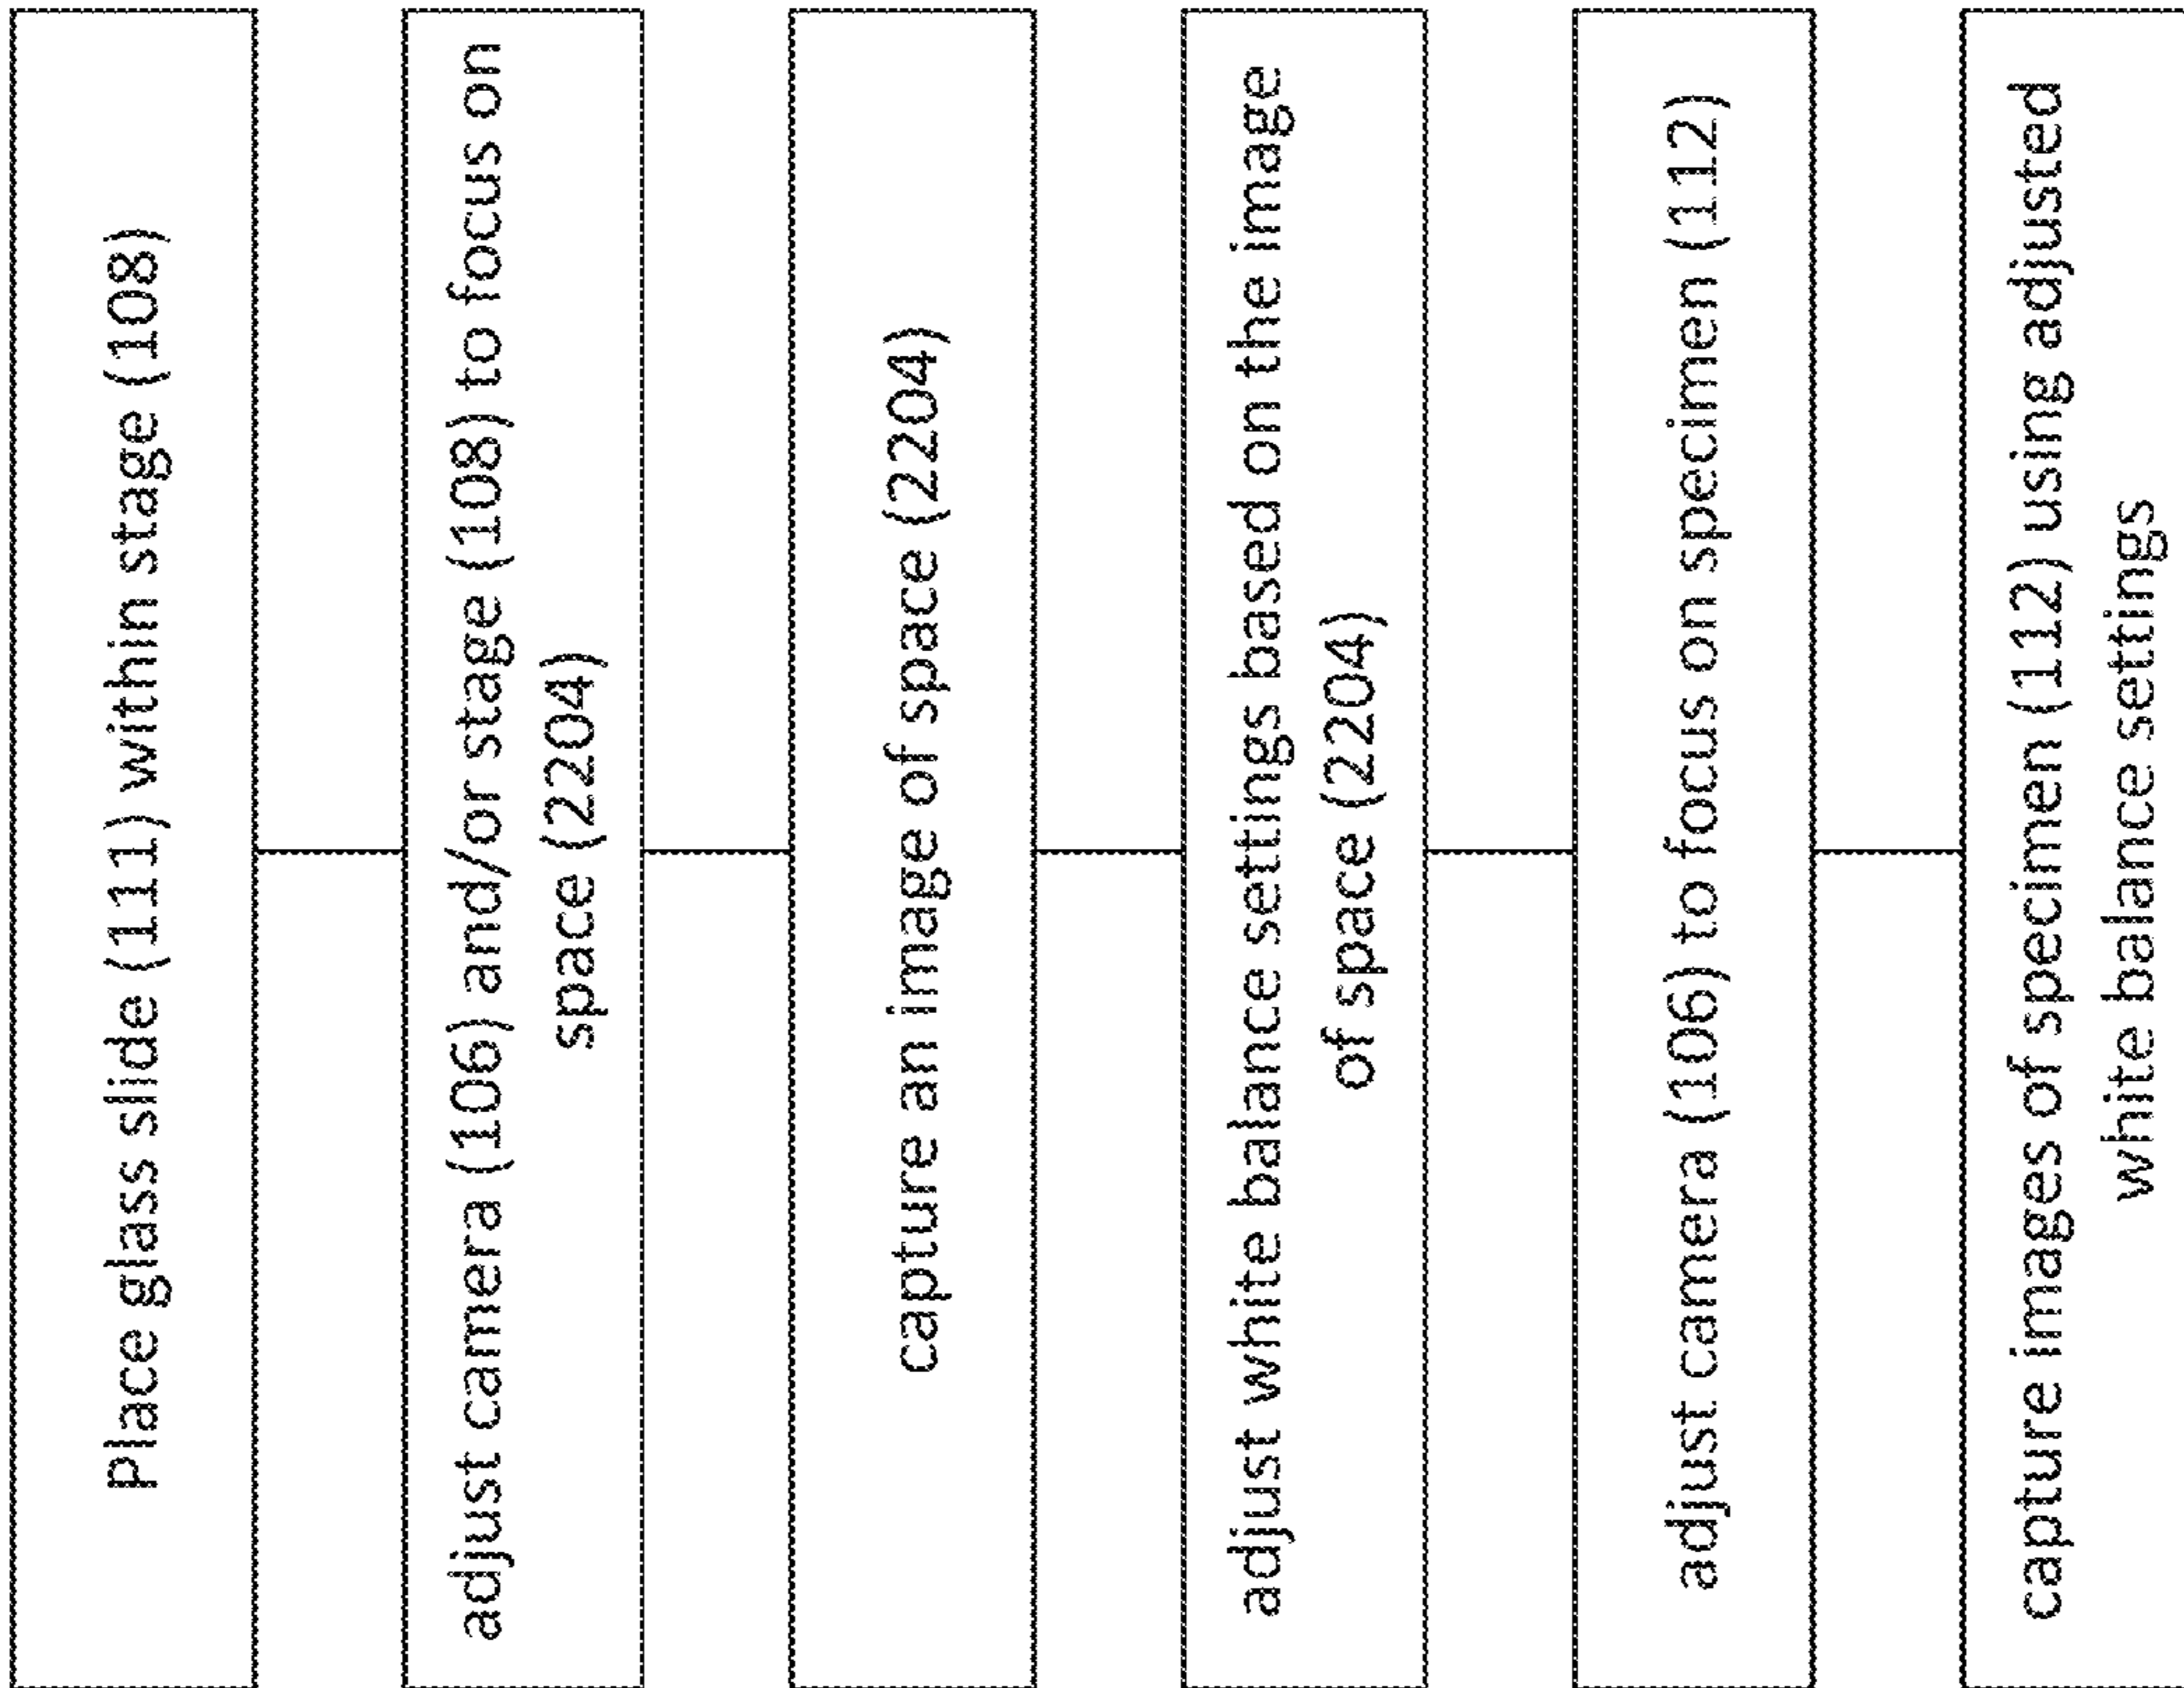 Place glass slide (111) within stage (108)
adjust camera (106) and/or stage (108) to focus on
space (2204)
capture an image of space (2204)
adjust white balance settings based on the image
of space (2204)
adjust camera (106) to focus on specimen (112)
capture images of specimen (112) using adjusted
white balance settings